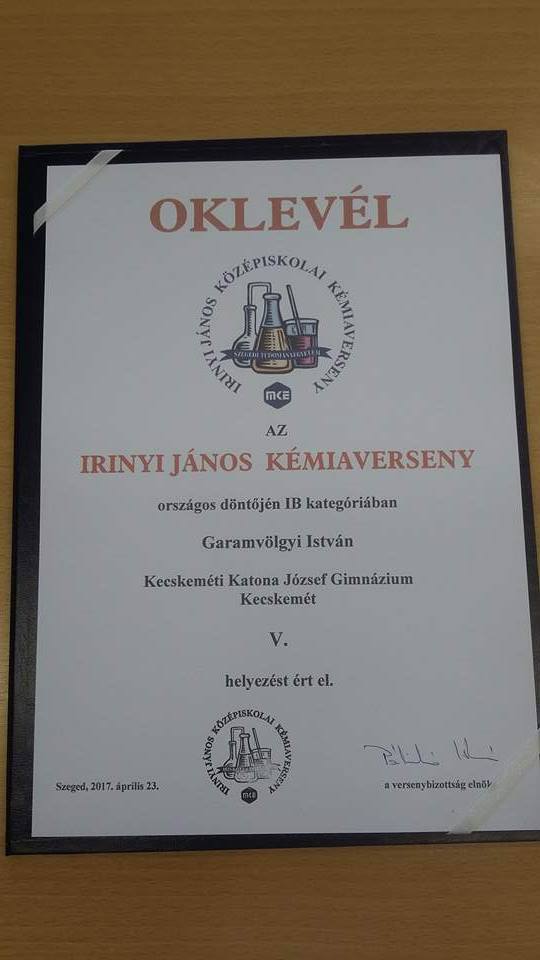 OKLEVÉL
IRINYI JÁNOS KÖZÉPISKOLAI KÉMIAVERSENY
SZEGEDI TUDOMÁNYEGYETEM
MKE
AZ
IRINYI JÁNOS KÉMIAVERSENY
országos döntőjén IB kategóriában
Garamvölgyi István
Kecskeméti Katona József Gimnázium
Kecskemét
V.
helyezést ért el.
IRINYI JÁNOS KÖZÉPISKOLAI KÉMIAVERSENY
MKE
Szeged, 2017. április 23.
a versenybizottság elnök